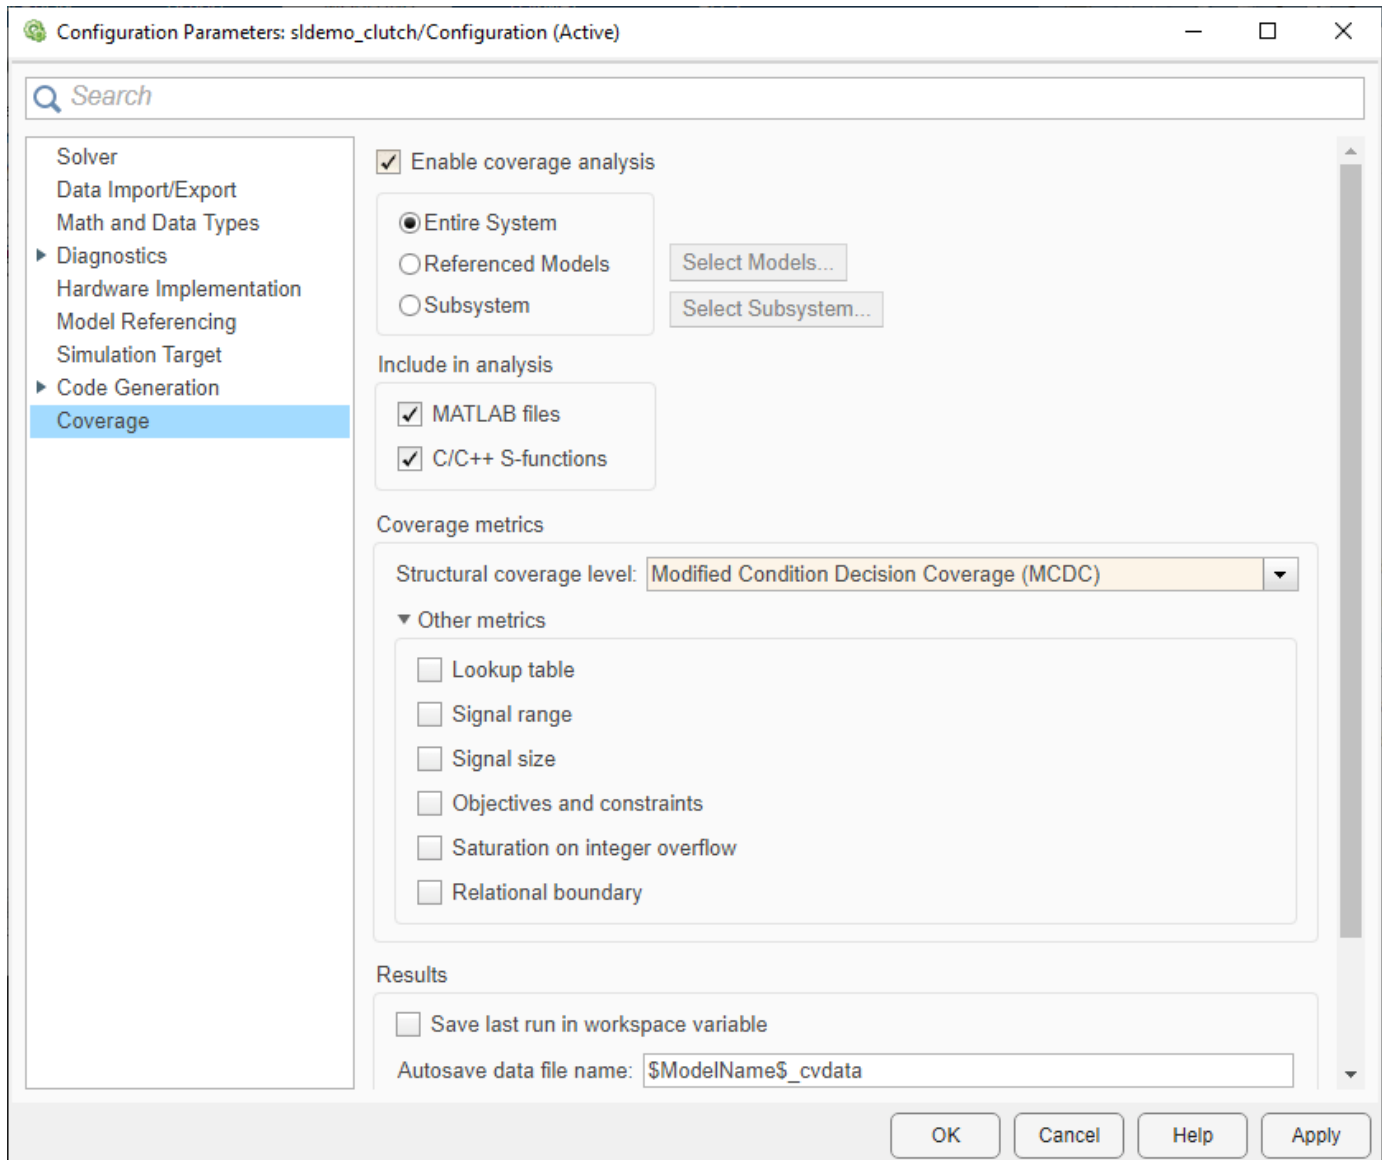 Configuration Parameters: sldemo_clutch/Configuration (Active)
Search
Solver
Data Import/Export
Math and Data Types
Diagnostics
Hardware Implementation
Model Referencing
Simulation Target
Code Generation
Coverage
Enable coverage analysis
Entire System
Referenced Models
Select Models...
Subsystem
Select Subsystem...
Include in analysis
MATLAB files
C/C++ S-functions
Coverage metrics
Structural coverage level: Modified Condition Decision Coverage (MCDC)
Other metrics
Lookup table
Signal range
Signal size
Objectives and constraints
Saturation on integer overflow
Relational boundary
Results
Save last run in workspace variable
Autosave data file name: $ModelName$_cvdata
OK Cancel Help Apply